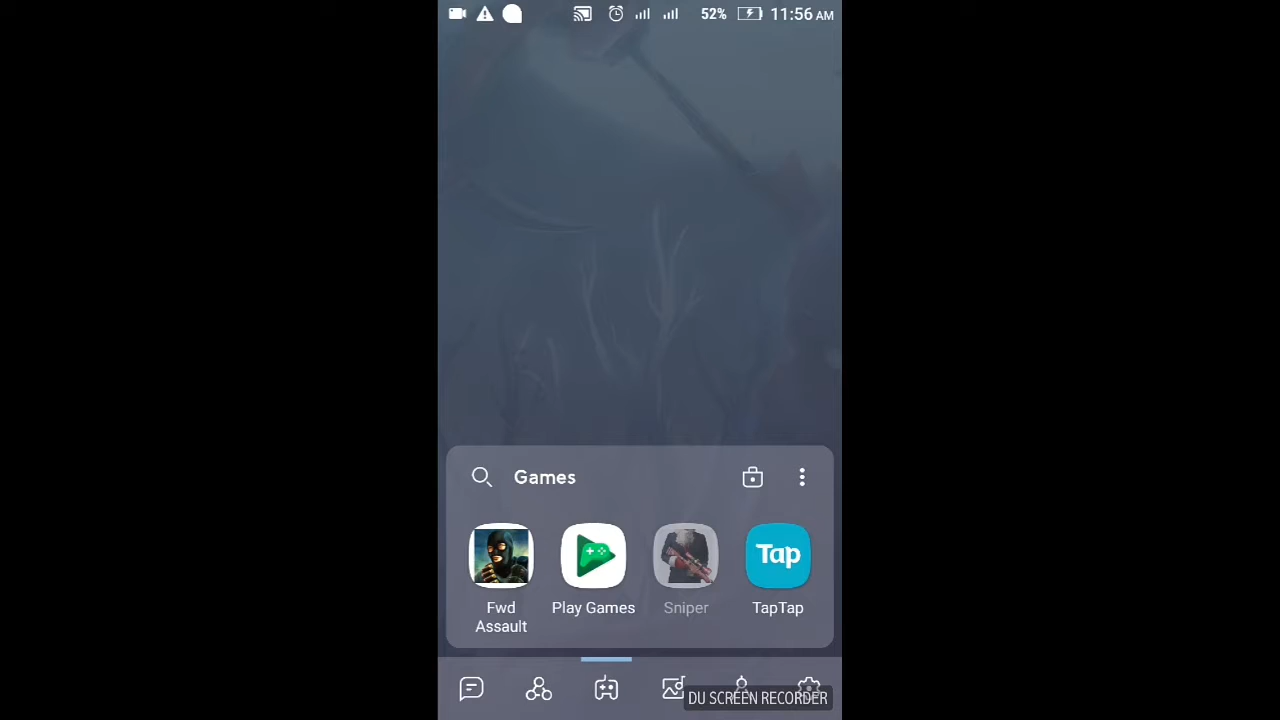 52% 11:56 AM
Games
Tap
Fwd Assault
Play Games
Sniper
TapTap
DU SCREEN RECORDER